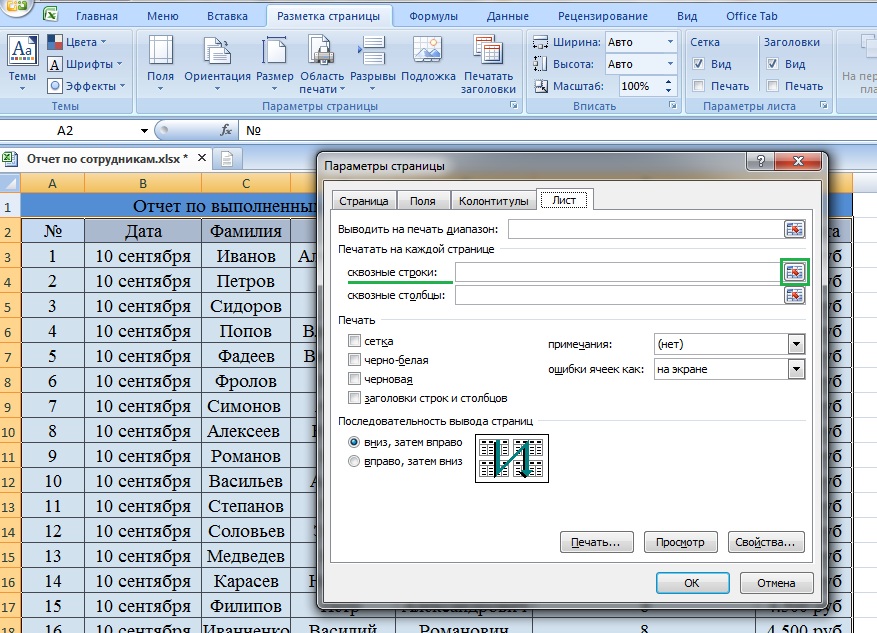 Главная Меню Вставка Разметка страницы Формулы Данные Рецензирование Вид Office Tab
Aa Темы
Цвета
A Шрифты
Эффекты
Темы
Поля Ориентация Размер Область печати Разрывы Подложка Печатать заголовки
Параметры страницы
Ширина: Авто
Высота: Авто
Масштаб: 100%
Вписать
Сетка Заголовки
Вид Вид
Печать Печать
Параметры листа
На пер
A2 fx №
Отчет по сотрудникам.xlsx *
A B C
1 Отчет по
2 № Дата Фамилия
3 1 10 сентября Иванов
4 2 10 сентября Петров
5 3 10 сентября Сидоров
6 4 10 сентября Попов
7 5 10 сентября Фадеев
8 6 10 сентября Фролов
9 7 10 сентября Симонов
10 8 10 сентября Алексеев
11 9 10 сентября Романов
12 10 10 сентября Васильев
13 11 10 сентября Степанов
14 12 10 сентября Соловьев
15 13 10 сентября Медведев
16 14 10 сентября Карасев
17 15 10 сентября Филипов
18 16 10 сентября Иванченко Василий Романович 8 4 500 руб
Параметры страницы
?
Страница Поля Колонтитулы Лист
Выводить на печать диапазон:
Печатать на каждой странице
сквозные строки:
сквозные столбцы:
Печать
сетка
черно-белая
черновая
заголовки строк и столбцов
примечания: (нет)
ошибки ячеек как: на экране
Последовательность вывода страниц
вниз, затем вправо
вправо, затем вниз
Печать... Просмотр Свойства...
ОК Отмена